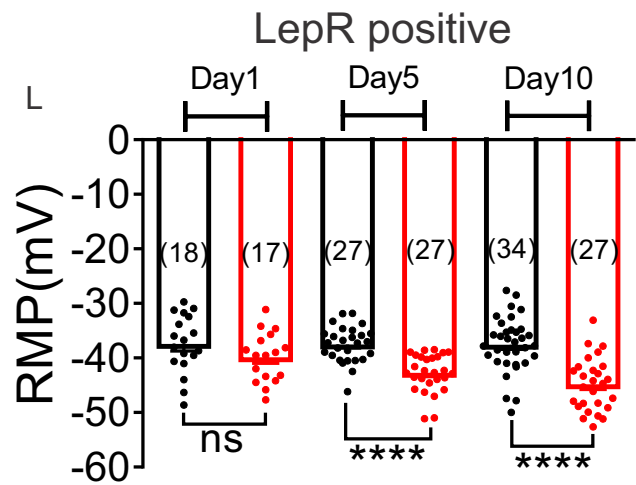 LepR positive
L
Day1 Day5 Day10
RMP(mV)
0
-10
-20
-30
-40
-50
-60
(18) (17) (27) (27) (34) (27)
ns **** ****